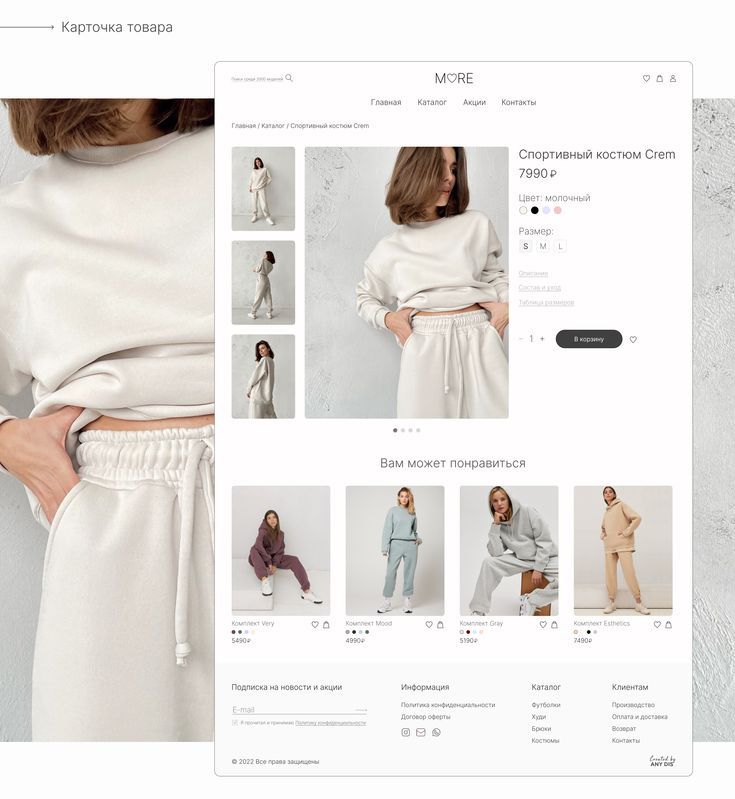 Карточка товара
Поиск среди 2000 моделей
M♡RE
Главная Каталог Акции Контакты
Главная / Каталог / Спортивный костюм Crem
Спортивный костюм Crem
7990 ₽
Цвет: молочный
Размер:
S M L
Описание
Состав и уход
Таблица размеров
− 1 +
В корзину
Вам может понравиться
Комплект Very
5490₽
Комплект Mood
4990₽
Комплект Gray
5190₽
Комплект Esthetics
7490₽
Подписка на новости и акции
E-mail
Я прочитал и принимаю Политику конфиденциальности
Информация
Политика конфиденциальности
Договор оферты
Каталог
Футболки
Худи
Брюки
Костюмы
Клиентам
Производство
Оплата и доставка
Возврат
Контакты
© 2022 Все права защищены
Created by
ANY DIS